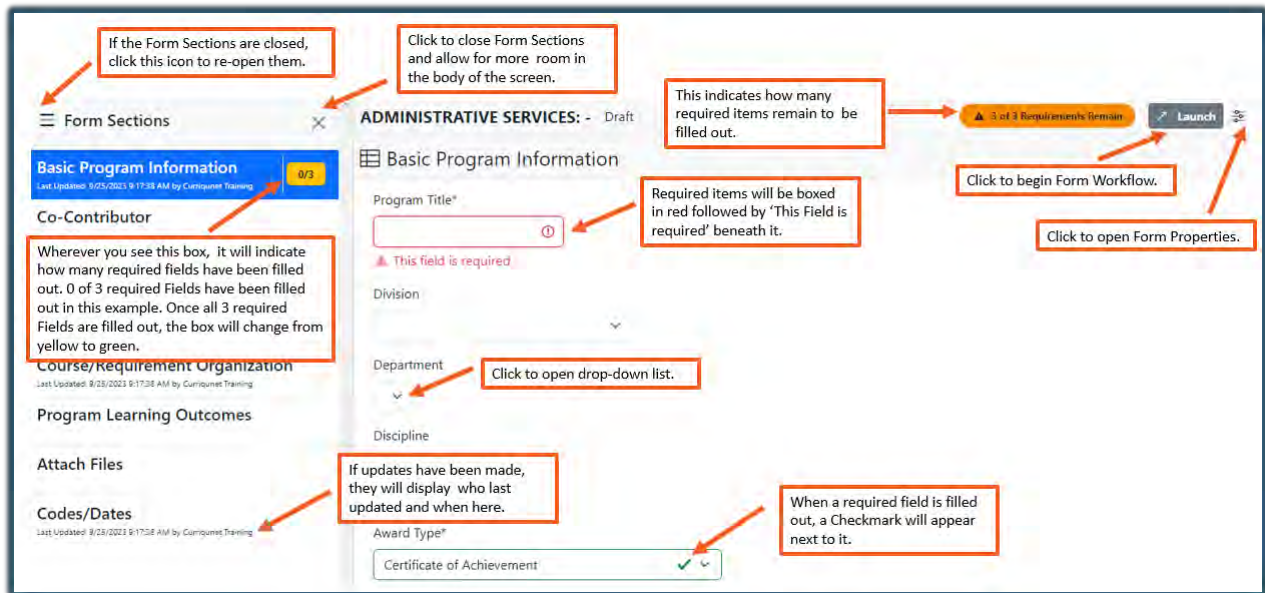 If the Form Sections are closed,
click this icon to re-open them.
Click to close Form Sections
and allow for more room in
the body of the screen.
This indicates how many
required items remain to be
filled out.
Form Sections
ADMINISTRATIVE SERVICES: - Draft
3 of 3 Requirements Remain
Launch
Basic Program Information
Last Updated: 9/25/2023 9:17:38 AM by Curriqunet Training
0/3
Basic Program Information
Click to begin Form Workflow.
Click to open Form Properties.
Program Title*
Required items will be boxed
in red followed by ‘This Field is
required’ beneath it.
This field is required
Co-Contributor
Wherever you see this box, it will indicate
how many required fields have been filled
out. 0 of 3 required Fields have been filled
out in this example. Once all 3 required
Fields are filled out, the box will change from
yellow to green.
Division
Course/Requirement Organization
Last Updated: 9/25/2023 9:17:38 AM by Curriqunet Training
Department
Click to open drop-down list.
Program Learning Outcomes
Discipline
Attach Files
If updates have been made,
they will display who last
updated and when here.
Codes/Dates
Last Updated: 9/25/2023 9:17:38 AM by Curriqunet Training
When a required field is filled
out, a Checkmark will appear
next to it.
Award Type*
Certificate of Achievement